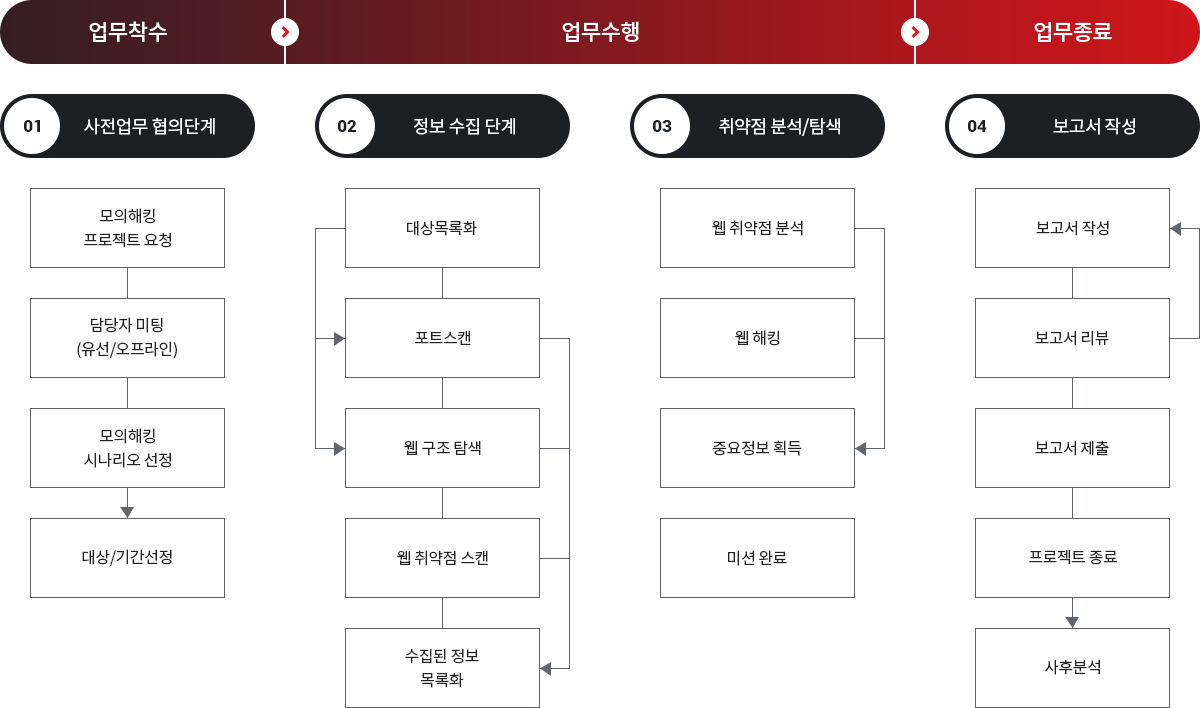 업무착수
업무수행
업무종료
01 사전업무 협의단계
모의해킹
프로젝트 요청
담당자 미팅
(유선/오프라인)
모의해킹
시나리오 선정
대상/기간선정
02 정보 수집 단계
대상목록화
포트스캔
웹 구조 탐색
웹 취약점 스캔
수집된 정보
목록화
03 취약점 분석/탐색
웹 취약점 분석
웹 해킹
중요정보 획득
미션 완료
04 보고서 작성
보고서 작성
보고서 리뷰
보고서 제출
프로젝트 종료
사후분석